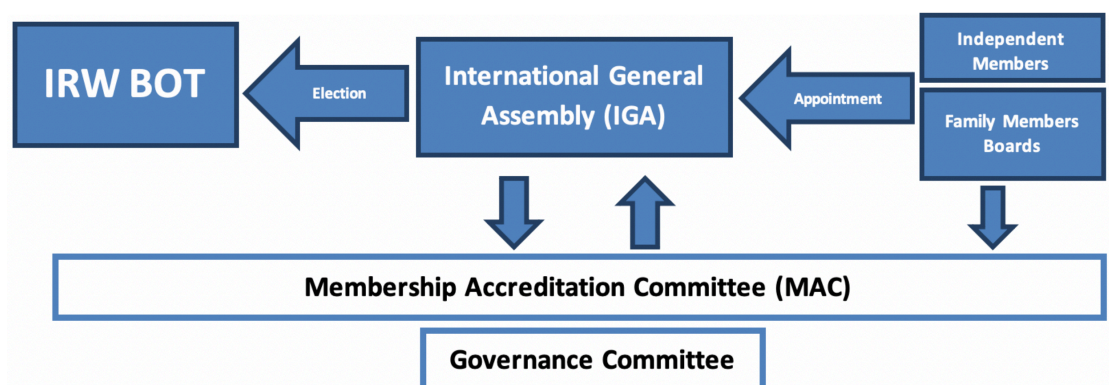 IRW BOT
Election
International General
Assembly (IGA)
Appointment
Independent
Members
Family Members
Boards
Membership Accreditation Committee (MAC)
Governance Committee